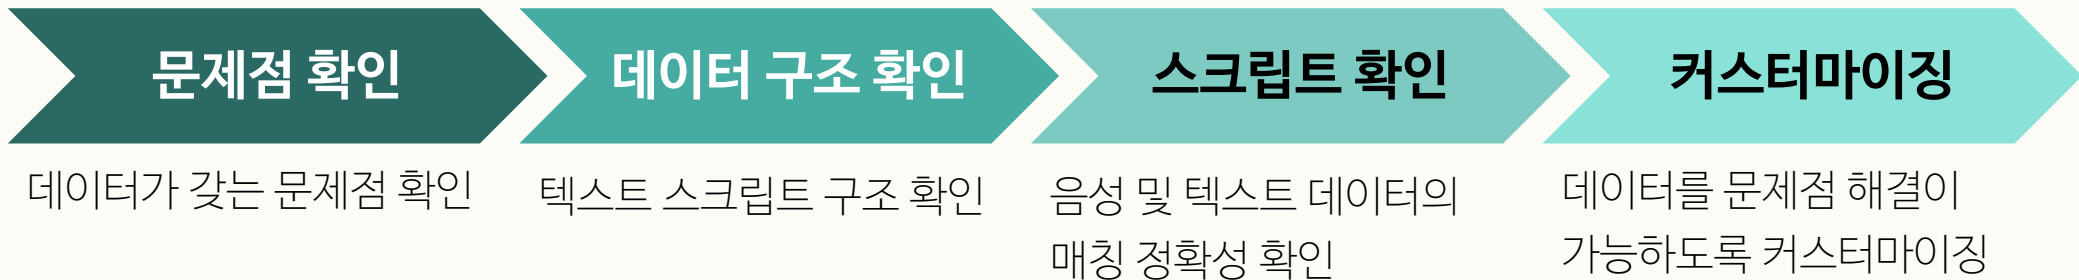 문제점 확인
데이터가 갖는 문제점 확인
데이터 구조 확인
텍스트 스크립트 구조 확인
스크립트 확인
음성 및 텍스트 데이터의
매칭 정확성 확인
커스터마이징
데이터를 문제점 해결이
가능하도록 커스터마이징